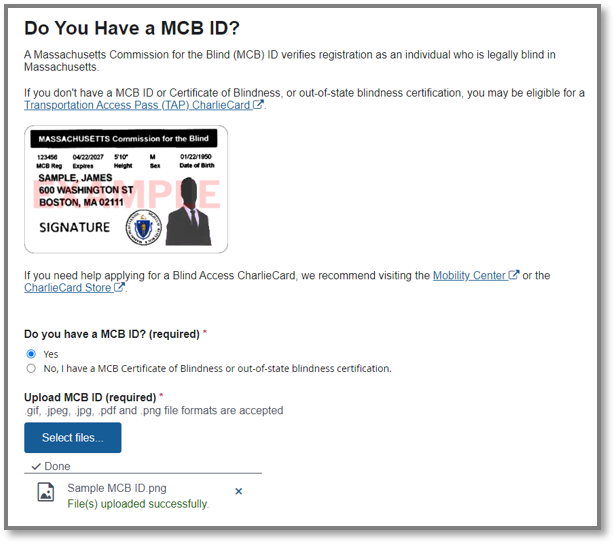 Do You Have a MCB ID?
A Massachusetts Commission for the Blind (MCB) ID verifies registration as an individual who is legally blind in
Massachusetts.
If you don't have a MCB ID or Certificate of Blindness, or out-of-state blindness certification, you may be eligible for a
Transportation Access Pass (TAP) CharlieCard.
MASSACHUSETTS Commission for the Blind
123456 04/22/2027 5'10" M 01/22/1950
MCB Reg Expires Height Sex Date of Birth
SAMPLE, JAMES
600 WASHINGTON ST
EXAMPLE
BOSTON, MA 02111
SIGNATURE
If you need help applying for a Blind Access CharlieCard, we recommend visiting the Mobility Center or the
CharlieCard Store.
Do you have a MCB ID? (required) *
Yes
No, I have a MCB Certificate of Blindness or out-of-state blindness certification.
Upload MCB ID (required) *
.gif, .jpeg, .jpg, .pdf and .png file formats are accepted
Select files...
Done
Sample MCB ID.png
File(s) uploaded successfully.